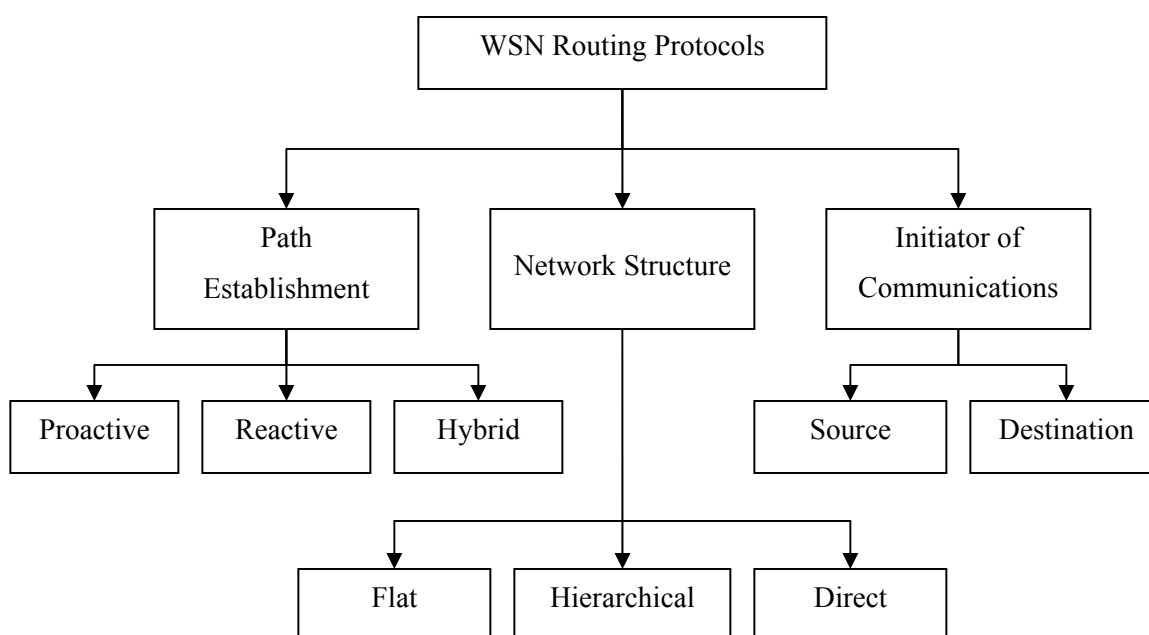 WSN Routing Protocols
Path
Establishment
Network Structure
Initiator of
Communications
Proactive
Reactive
Hybrid
Source
Destination
Flat
Hierarchical
Direct